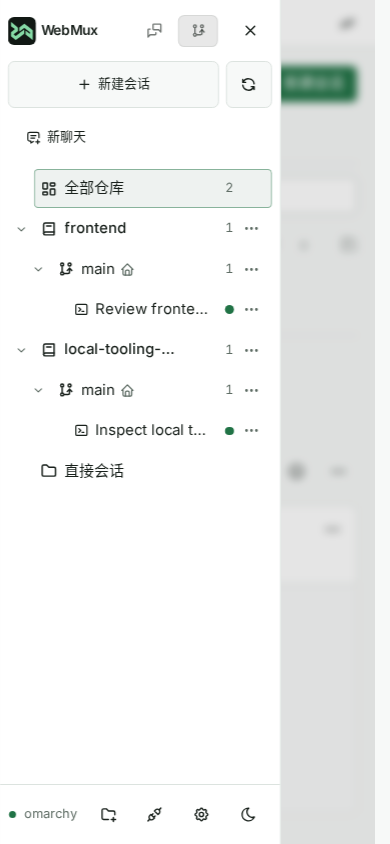 WebMux
新建会话
新聊天
全部仓库 2
frontend 1
main 1
Review fronte...
local-tooling-... 1
main 1
Inspect local t...
直接会话
omarchy